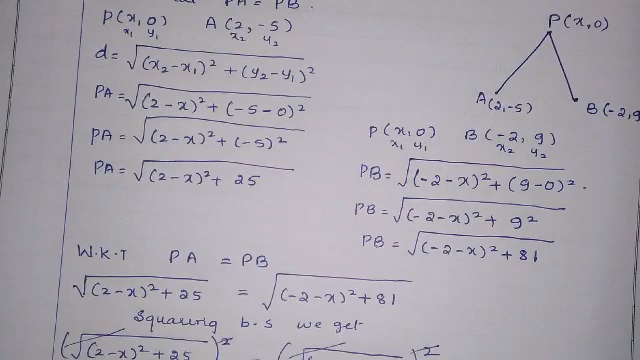 PA = PB.
P(x, 0) A(2, -5)
x₁ y₁ x₂ y₂
d = √(x₂-x₁)² + (y₂-y₁)²
PA = √(2-x)² + (-5-0)²
PA = √(2-x)² + (-5)²
PA = √(2-x)² + 25
P(x, 0)
A(2,-5)
B(-2, 9
P(x, 0) B(-2, 9)
x₁ y₁ x₂ y₂
PB = √(-2-x)² + (9-0)².
PB = √(-2-x)² + 9²
PB = √(-2-x)² + 81
W.K.T PA = PB
√(2-x)² + 25 = √(-2-x)² + 81
Squaring b.s we get
(√(2-x)² + 25)²